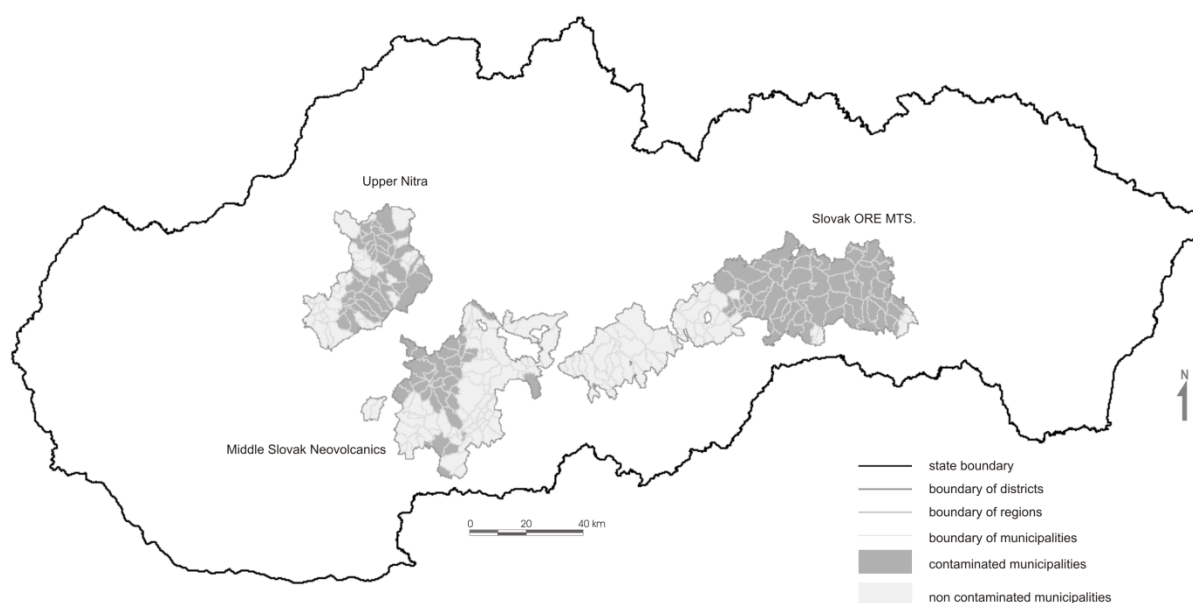 Upper Nitra
Slovak ORE MTS.
N
Middle Slovak Neovolcanics
state boundary
boundary of districts
0 20 40 km
boundary of regions
boundary of municipalities
contaminated municipalities
non contaminated municipalities